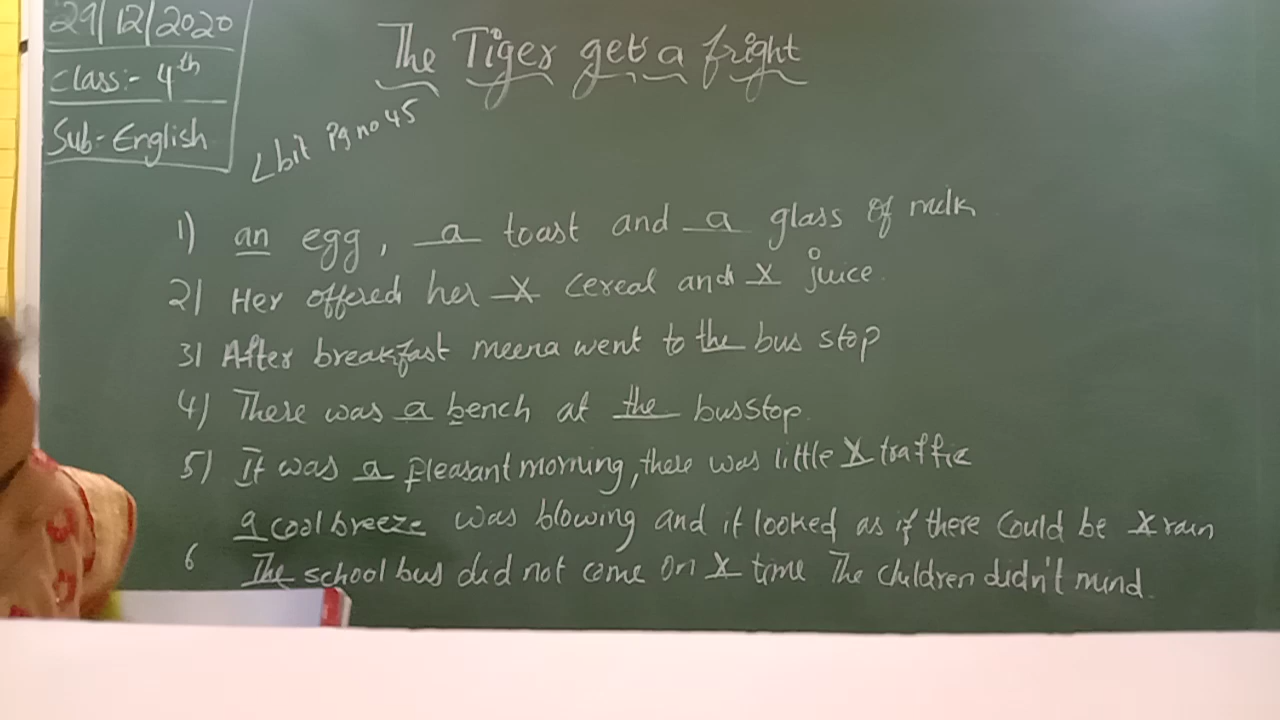 29/12/2020
Class:- 4th
Sub- English
The Tiger gets a fright
L bit Pg no 45
1) an egg, a toast and a glass of milk
2) Her offered her X cereal and X juice.
3) After breakfast meena went to the bus stop
4) There was a bench at the busstop.
5) It was a pleasant morning, there was little X traffic
a cool breeze was blowing and it looked as if there could be X rain
6 The school bus did not come on X time The children didn't mind.